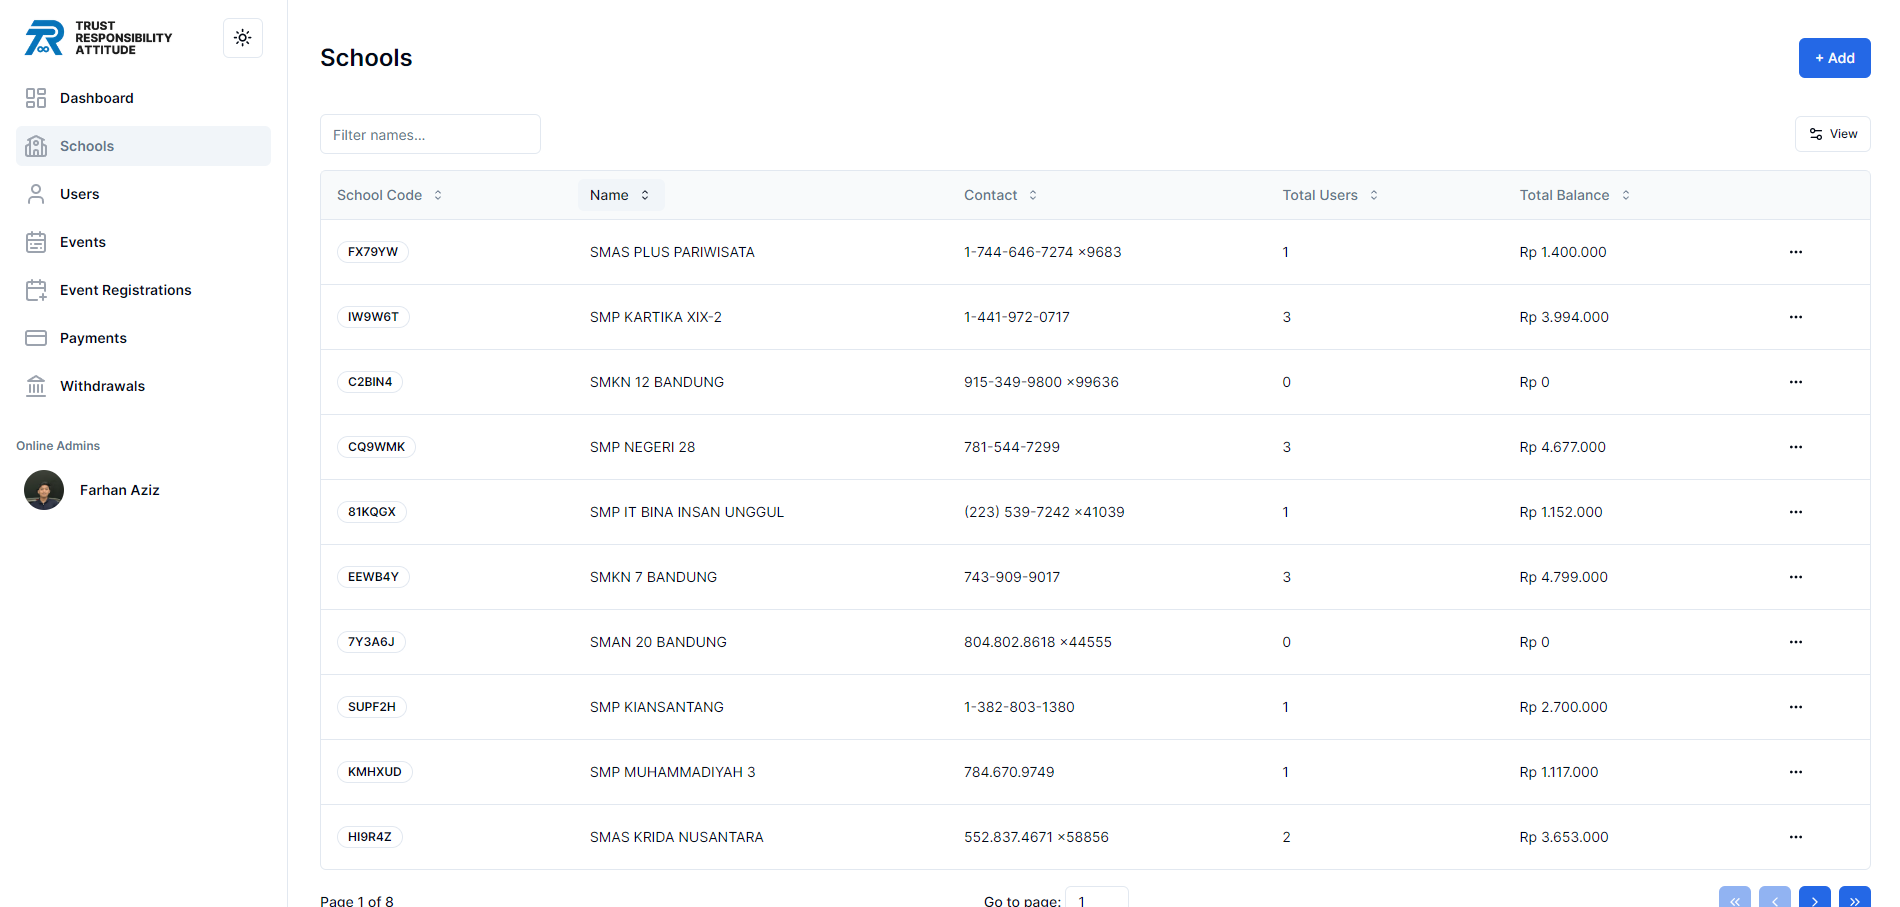 TRUST
RESPONSIBILITY
ATTITUDE
Dashboard
Schools
Users
Events
Event Registrations
Payments
Withdrawals
Online Admins
Farhan Aziz
Schools
+ Add
Filter names...
View
School Code Name Contact Total Users Total Balance
FX79YW SMAS PLUS PARIWISATA 1-744-646-7274 x9683 1 Rp 1.400.000 ...
IW9W6T SMP KARTIKA XIX-2 1-441-972-0717 3 Rp 3.994.000 ...
C2BIN4 SMKN 12 BANDUNG 915-349-9800 x99636 0 Rp 0 ...
CQ9WMK SMP NEGERI 28 781-544-7299 3 Rp 4.677.000 ...
81KQGX SMP IT BINA INSAN UNGGUL (223) 539-7242 x41039 1 Rp 1.152.000 ...
EEWB4Y SMKN 7 BANDUNG 743-909-9017 3 Rp 4.799.000 ...
7Y3A6J SMAN 20 BANDUNG 804.802.8618 x44555 0 Rp 0 ...
SUPF2H SMP KIANSANTANG 1-382-803-1380 1 Rp 2.700.000 ...
KMHXUD SMP MUHAMMADIYAH 3 784.670.9749 1 Rp 1.117.000 ...
HI9R4Z SMAS KRIDA NUSANTARA 552.837.4671 x58856 2 Rp 3.653.000 ...
Page 1 of 8 Go to page: 1 « ‹ › »